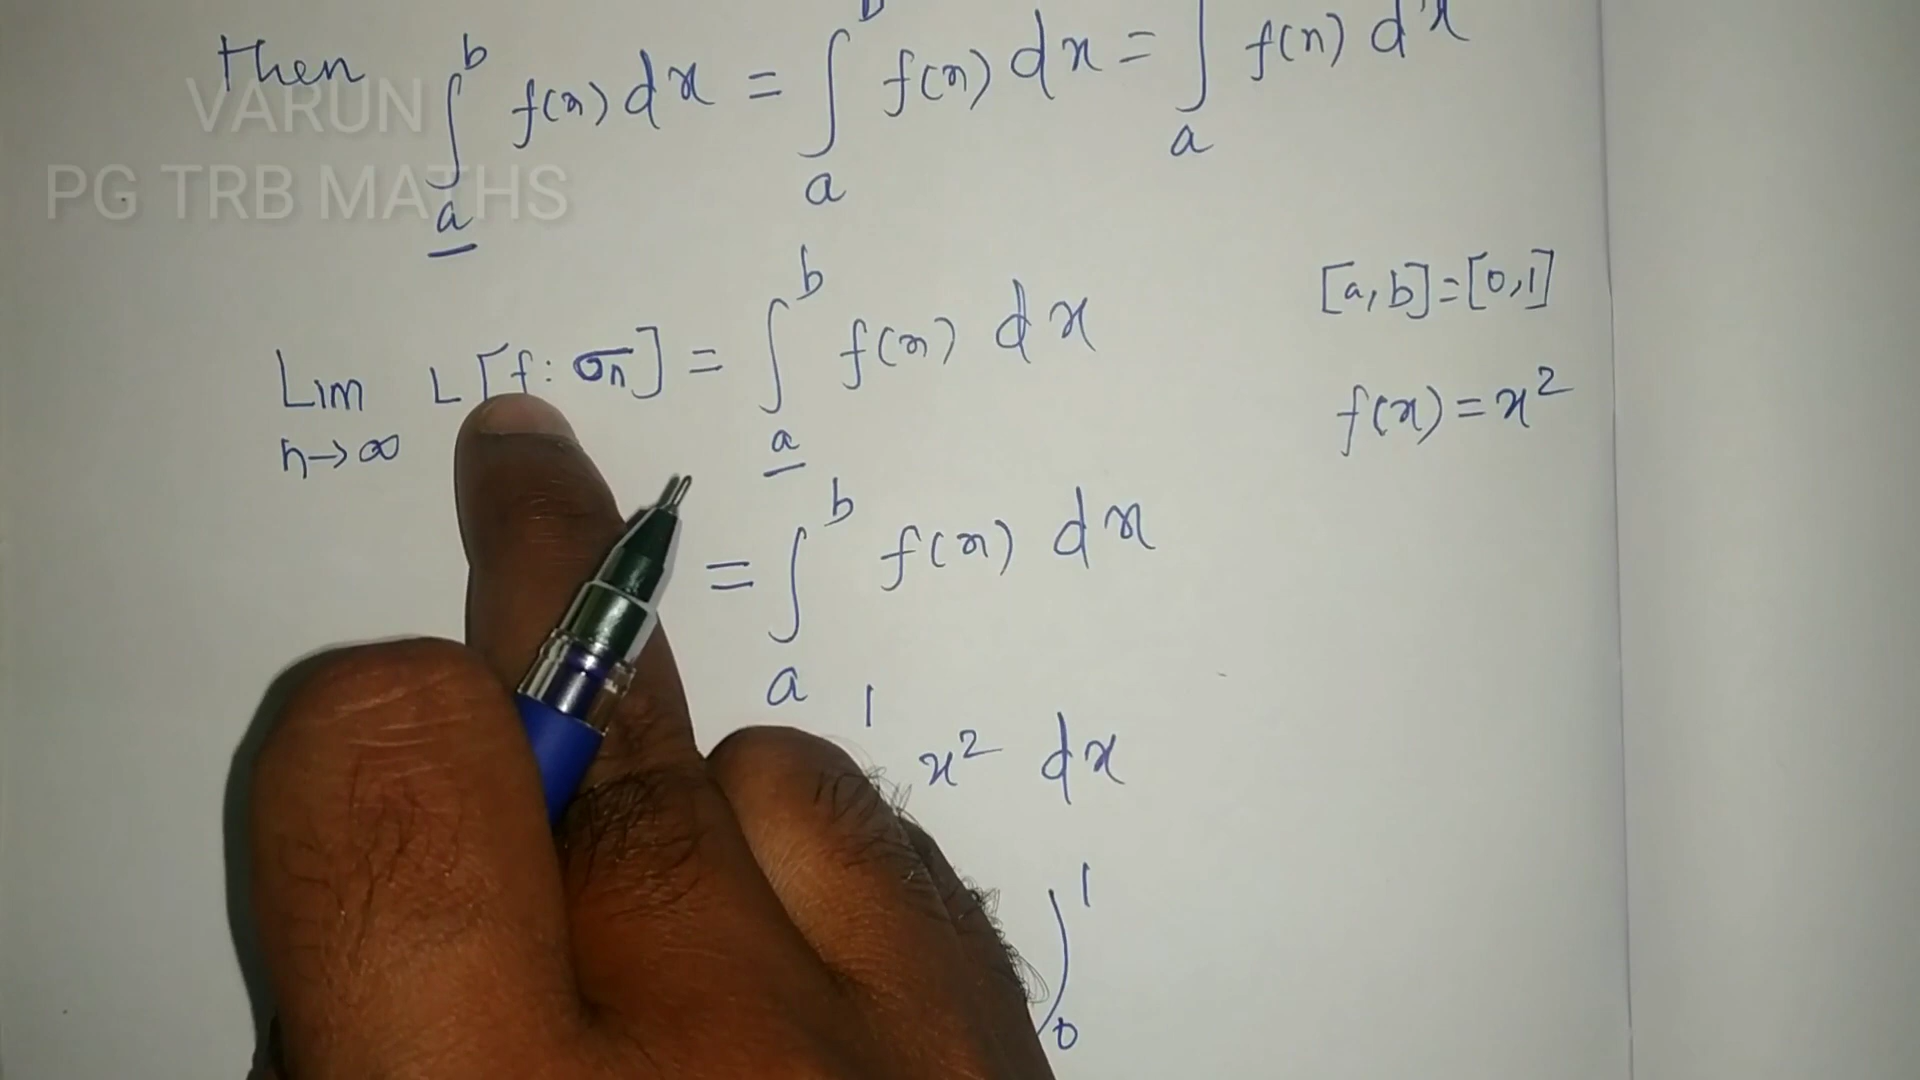 then ∫_a^b f(x) dx = ∫_a^b f(x) dx = ∫_a f(x) dx
VARUN
PG TRB MATHS
[a, b] = [0, 1]
Lim n→∞ L [f: σn] = ∫_a^b f(x) dx
f(x) = x²
= ∫_a^b f(x) dx
1 x² dx
)_0^1